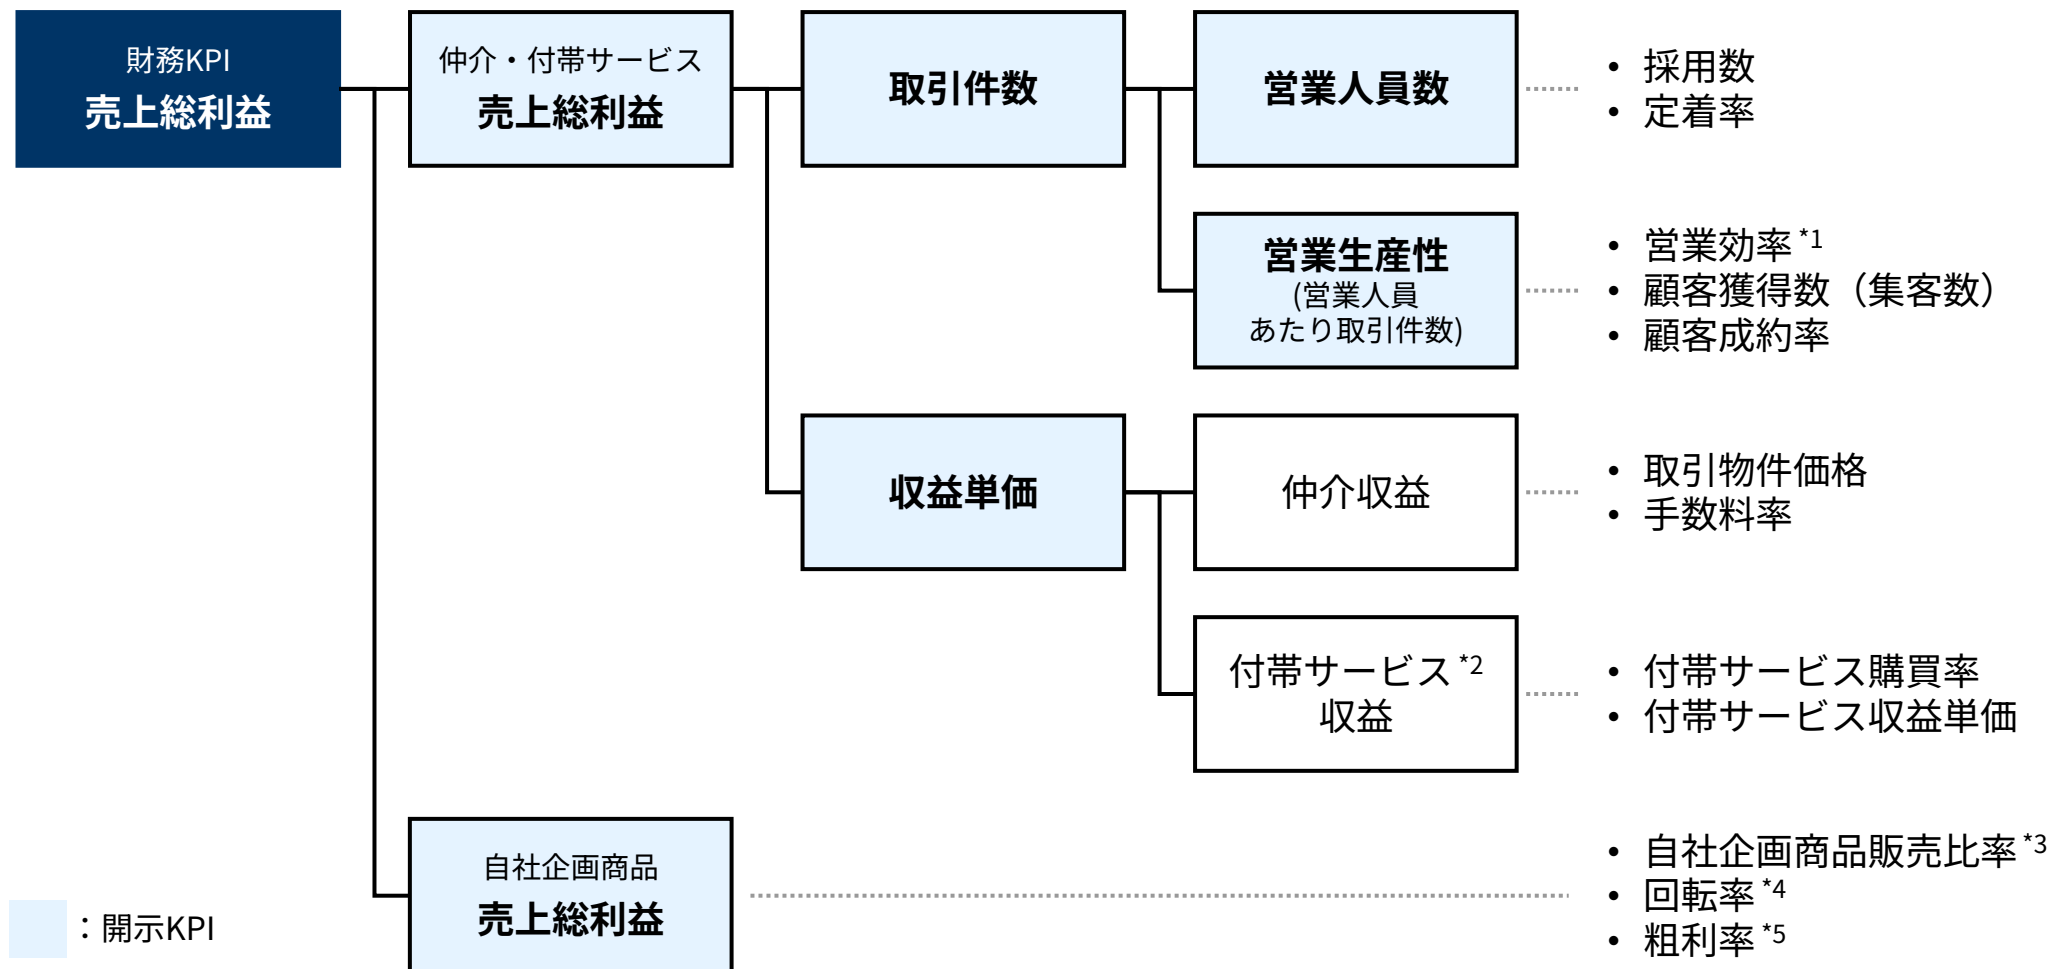 財務KPI
売上総利益
仲介・付帯サービス
売上総利益
取引件数
営業人員数
• 採用数
• 定着率
営業生産性
(営業人員
あたり取引件数)
• 営業効率 *1
• 顧客獲得数（集客数）
• 顧客成約率
収益単価
仲介収益
• 取引物件価格
• 手数料率
付帯サービス *2
収益
• 付帯サービス購買率
• 付帯サービス収益単価
自社企画商品
売上総利益
• 自社企画商品販売比率 *3
• 回転率 *4
• 粗利率 *5
：開示KPI